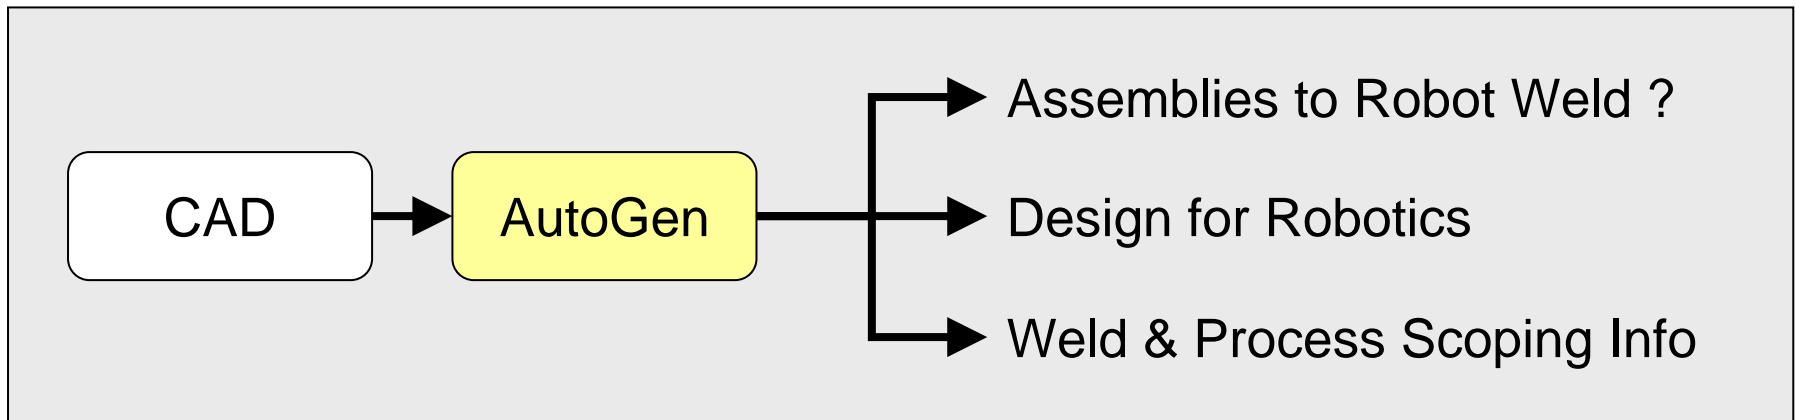 Assemblies to Robot Weld ?
CAD
AutoGen
Design for Robotics
Weld & Process Scoping Info